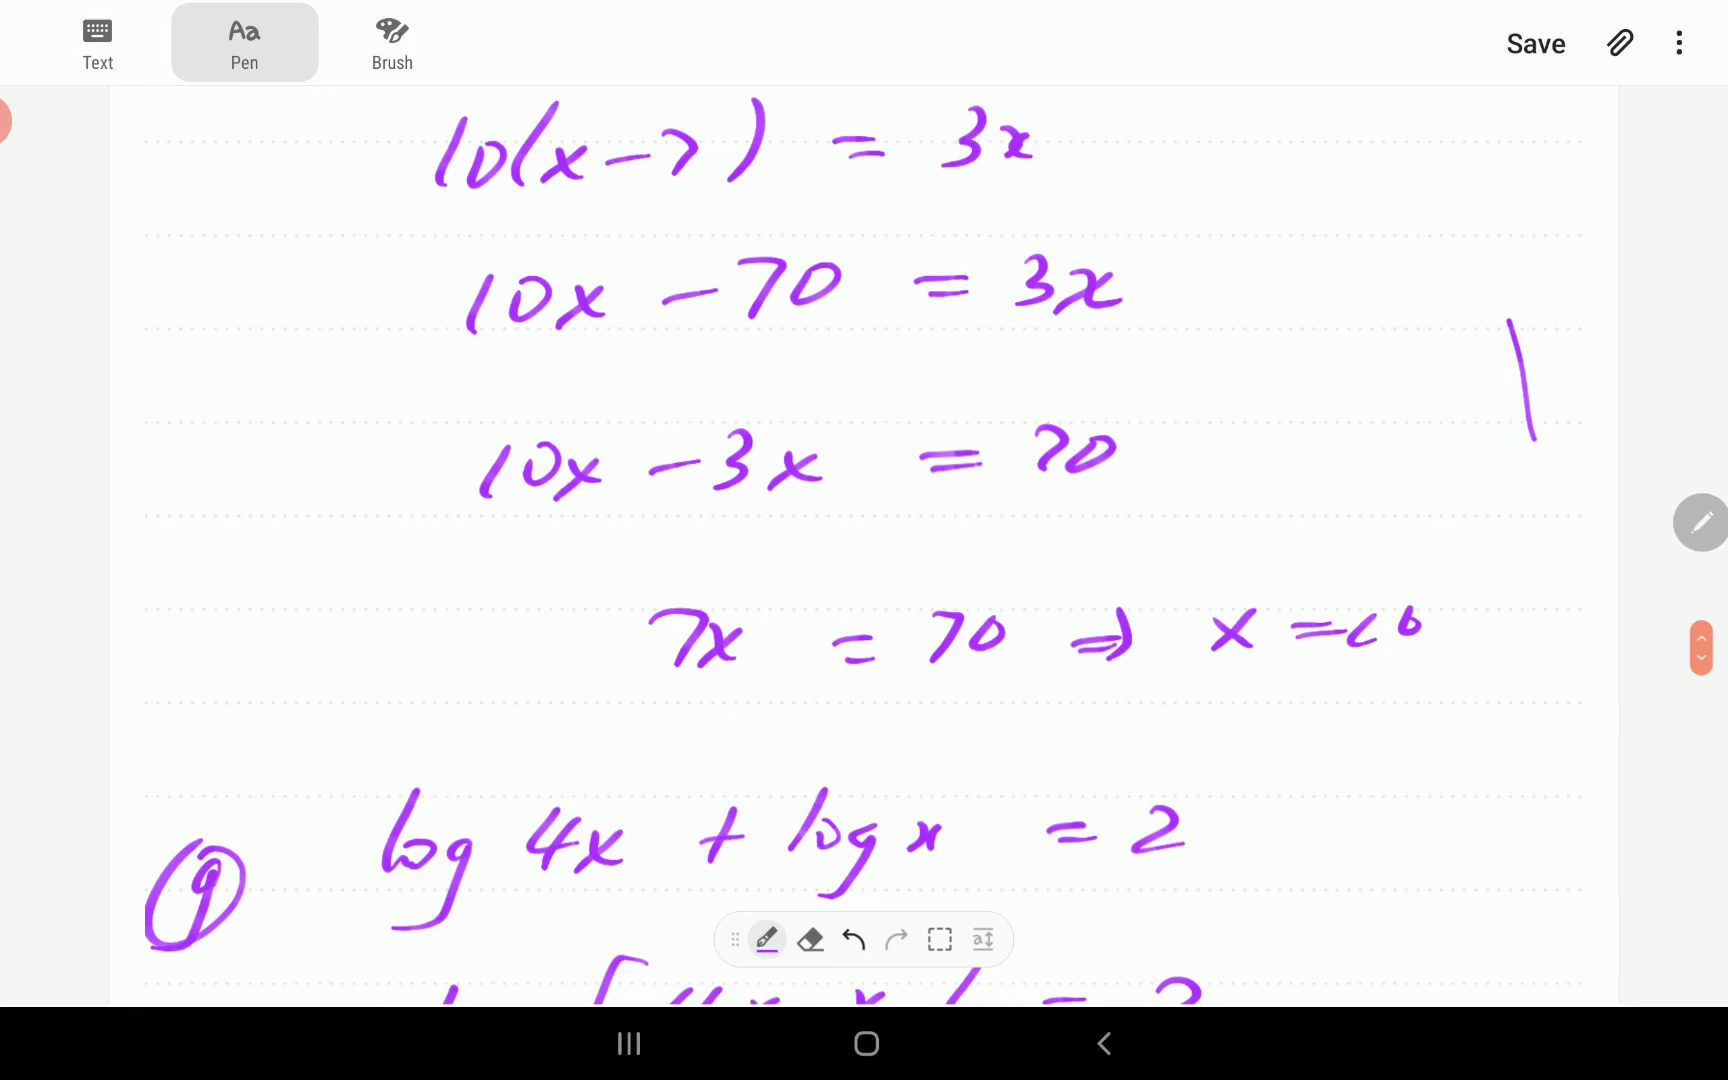 Text Pen Brush Save
10(x-7) = 3x
10x - 70 = 3x
10x - 3x = 70
7x = 70 ⇒ x = 10
⑨ log 4x + log x = 2